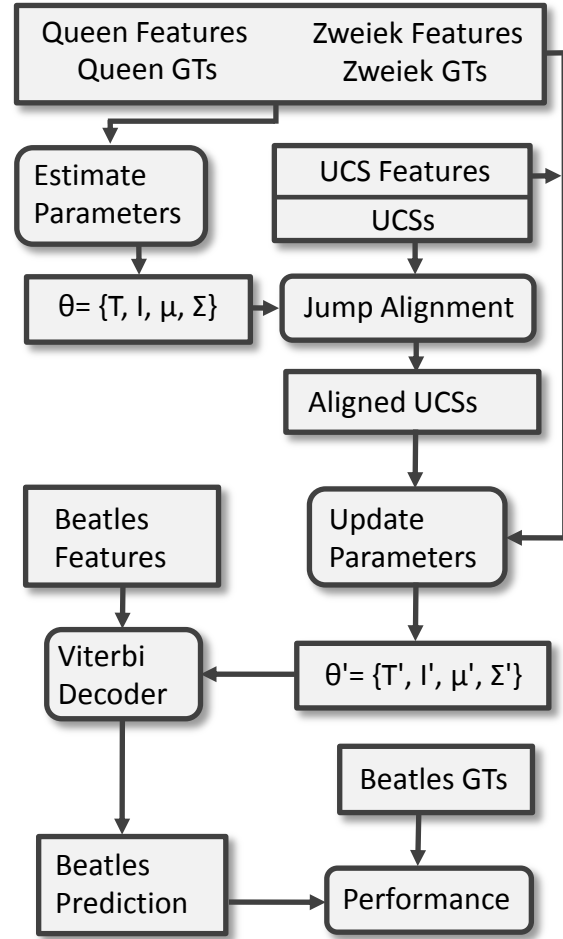 Queen Features Zweiek Features
Queen GTs Zweiek GTs
Estimate
Parameters
UCS Features
UCSs
θ= {T, I, μ, Σ}
Jump Alignment
Aligned UCSs
Beatles
Features
Update
Parameters
Viterbi
Decoder
θ'= {T', I', μ', Σ'}
Beatles GTs
Beatles
Prediction
Performance